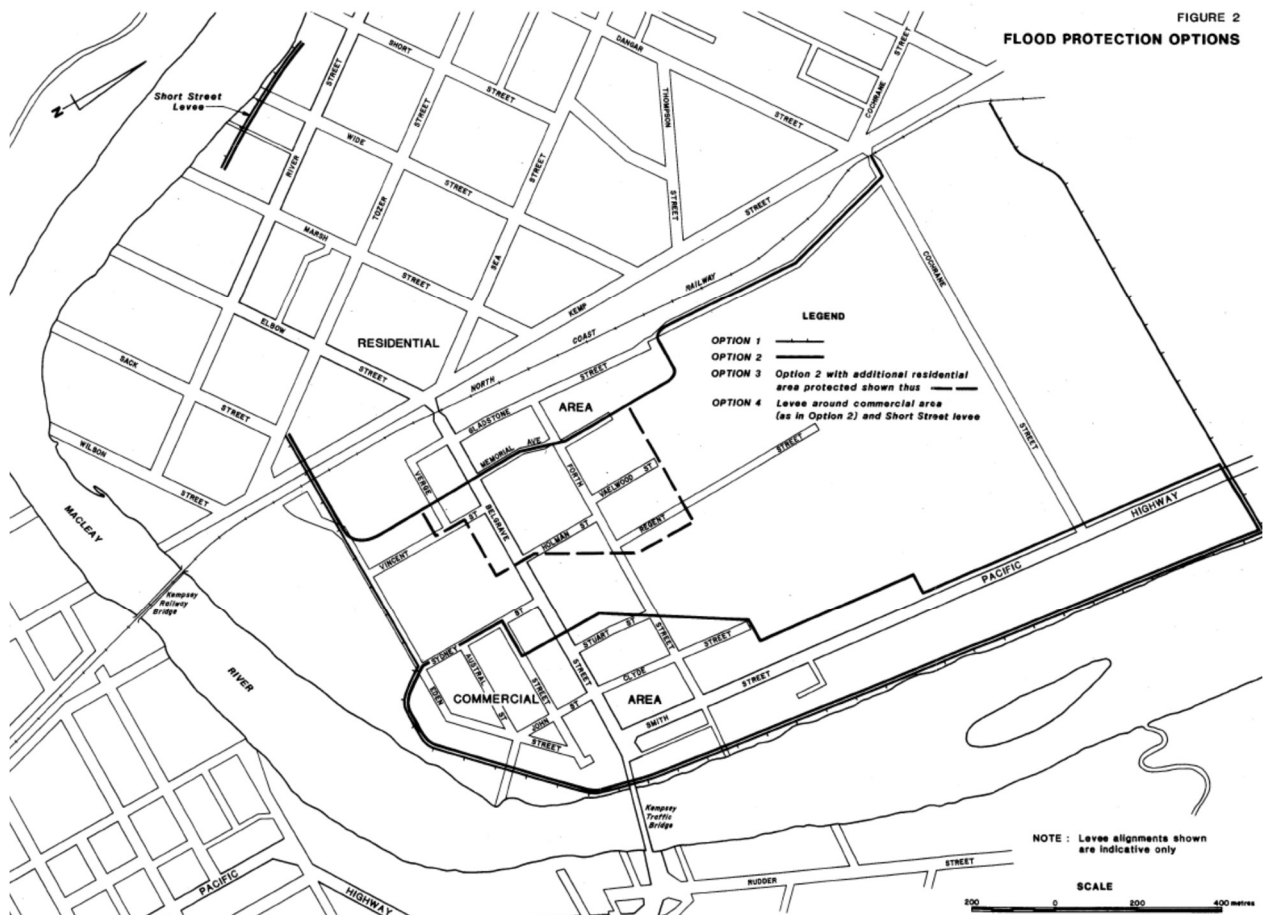 FIGURE 2
FLOOD PROTECTION OPTIONS
N
Short Street
Levee
SHORT
STREET
DANGAR
STREET
COCHRANE
STREET
THOMPSON
STREET
RIVER
STREET
WIDE
STREET
TOZER
STREET
SEA
STREET
MARSH
STREET
KEMP
STREET
ELBOW
STREET
RESIDENTIAL
SACK
STREET
WILSON
STREET
NORTH
COAST
RAILWAY
COCHRANE
STREET
LEGEND
OPTION 1
OPTION 2
OPTION 3 Option 2 with additional residential
area protected shown thus
OPTION 4 Levee around commercial area
(as in Option 2) and Short Street levee
GLADSTONE
STREET
AREA
MEMORIAL AVE
VERGE
ST
BELGRAVE
STREET
FORTH
STREET
VAELWOOD ST
REGENT
STREET
HOLMAN ST
VINCENT
MACLEAY
RIVER
Kempsey
Railway
Bridge
PACIFIC
HIGHWAY
SYDNEY
ST
STUART ST
CLYDE
STREET
EDEN
AUSTRAL
ST
STREET
COMMERCIAL
AREA
JOHN ST
STREET
SMITH
STREET
Kempsey
Traffic
Bridge
NOTE : Levee alignments shown
are indicative only
PACIFIC
HIGHWAY
RUDDER
STREET
SCALE
200 0 200 400 metres